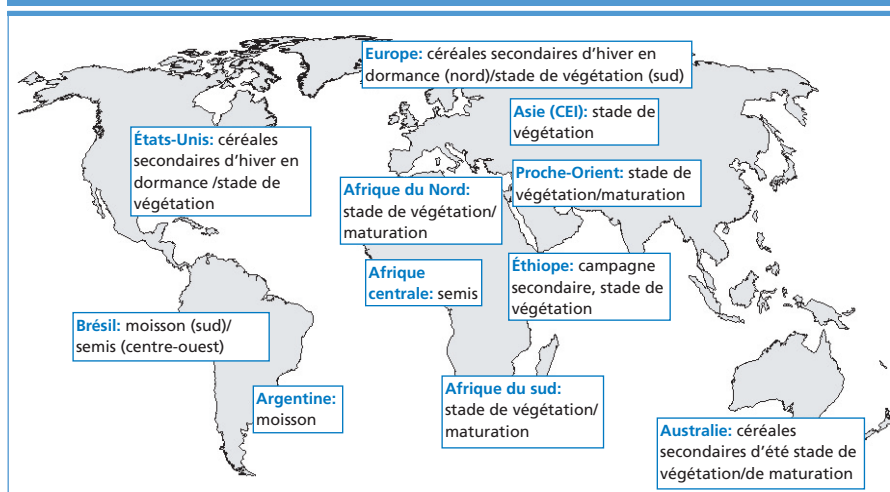 Europe: céréales secondaires d'hiver en
dormance (nord)/stade de végétation (sud)
Asie (CEI): stade de
végétation
États-Unis: céréales
secondaires d'hiver en
dormance /stade de
végétation
Proche-Orient: stade de
végétation/maturation
Afrique du Nord:
stade de végétation/
maturation
Afrique
centrale: semis
Éthiope: campagne
secondaire, stade de
végétation
Brésil: moisson (sud)/
semis (centre-ouest)
Argentine:
moisson
Afrique du sud:
stade de végétation/
maturation
Australie: céréales
secondaires d'été stade de
végétation/de maturation